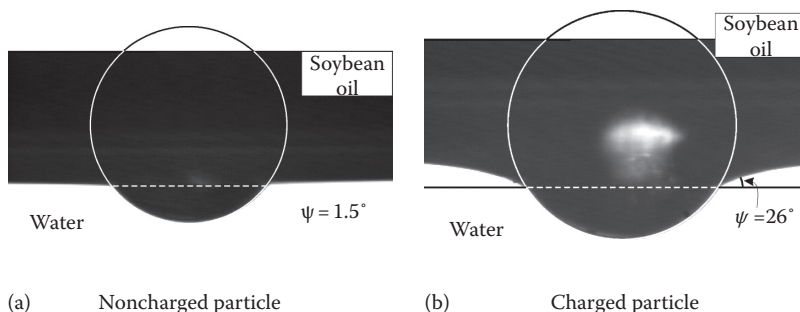 Soybean
oil
Water
ψ = 1.5°
(a) Noncharged particle
Soybean
oil
Water
ψ = 26°
(b) Charged particle